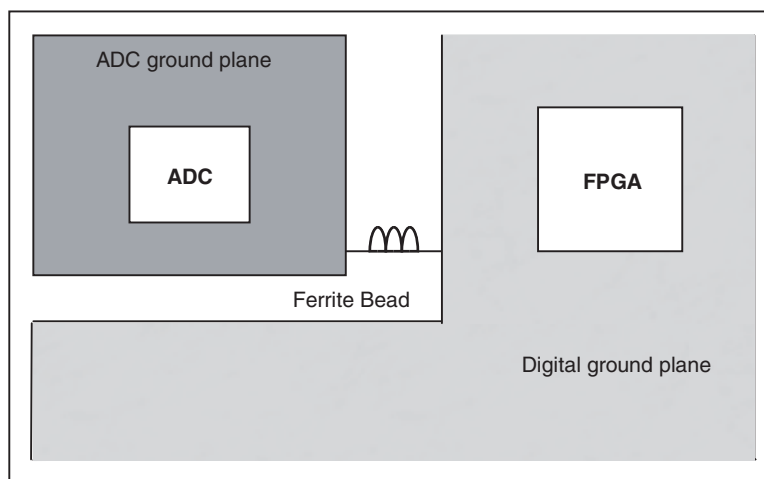 ADC ground plane
ADC
FPGA
Ferrite Bead
Digital ground plane